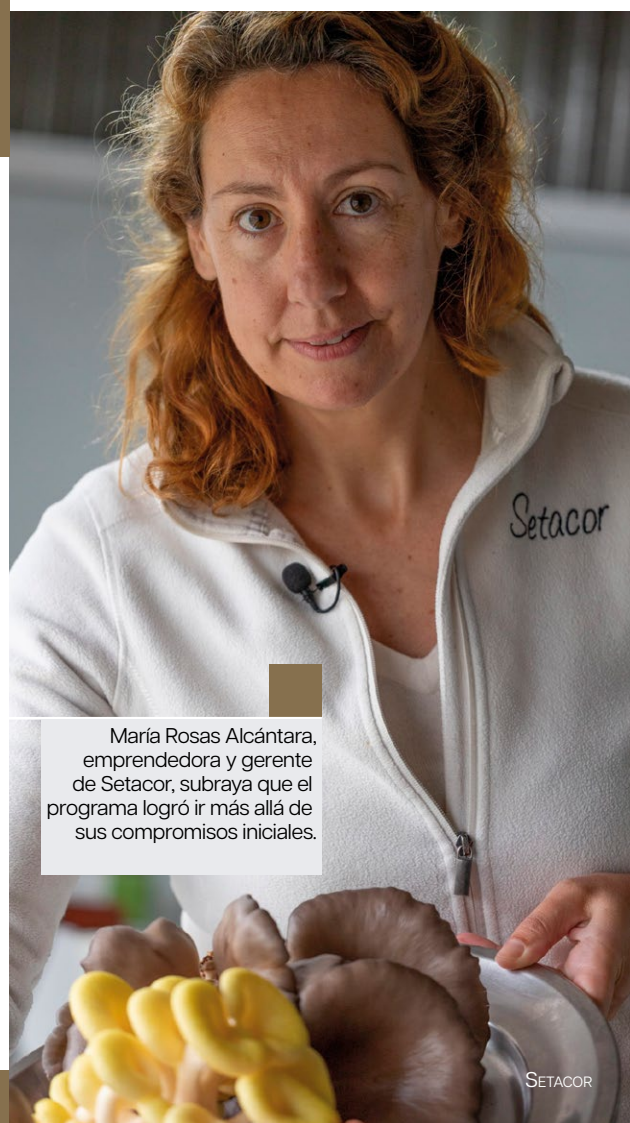 Setacor
María Rosas Alcántara,
emprendedora y gerente
de Setacor, subraya que el
programa logró ir más allá de
sus compromisos iniciales.
SETACOR